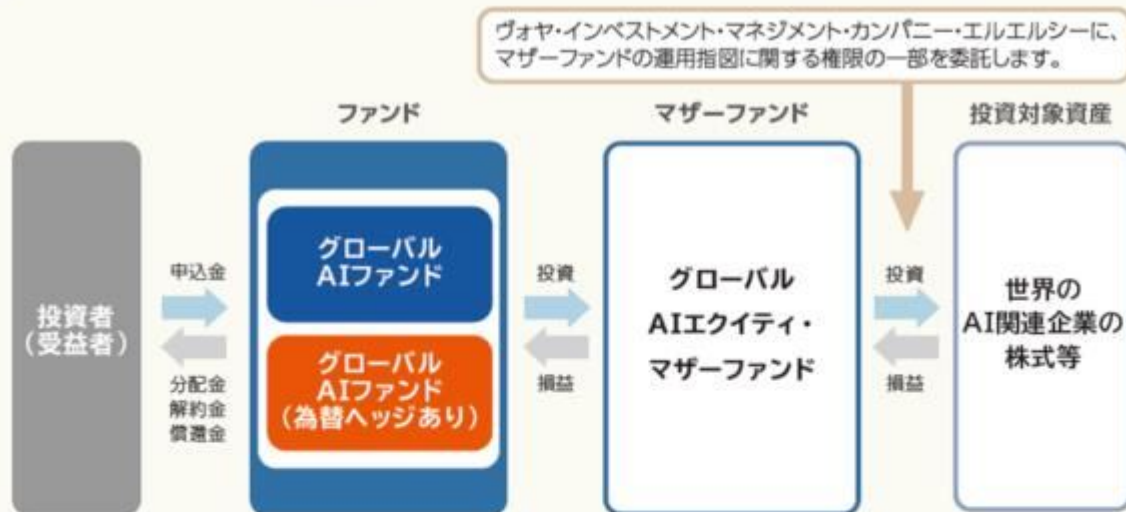 ヴォヤ・インベストメント・マネジメント・カンパニー・エルエルシーに、
マザーファンドの運用指図に関する権限の一部を委託します。
ファンド
マザーファンド
投資対象資産
投資者
（受益者）
申込金
分配金
解約金
償還金
グローバル
AIファンド
グローバル
AIファンド
（為替ヘッジあり）
投資
損益
グローバル
AIエクイティ・
マザーファンド
投資
損益
世界の
AI関連企業の
株式等